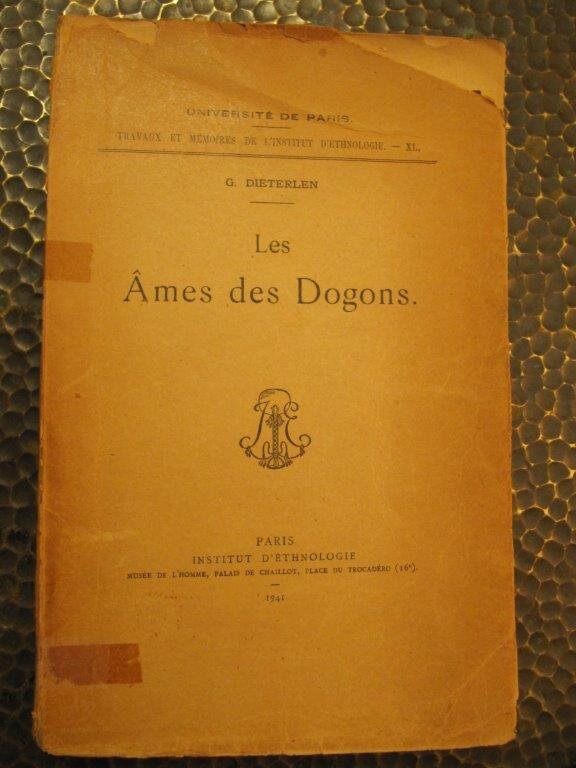 UNIVERSITÉ DE PARIS.
TRAVAUX ET MÉMOIRES DE L'INSTITUT D'ETHNOLOGIE. — XL.
G. DIETERLEN
Les
Âmes des Dogons.
PARIS
INSTITUT D'ETHNOLOGIE
MUSÉE DE L'HOMME, PALAIS DE CHAILLOT, PLACE DU TROCADÉRO (16e).
1941